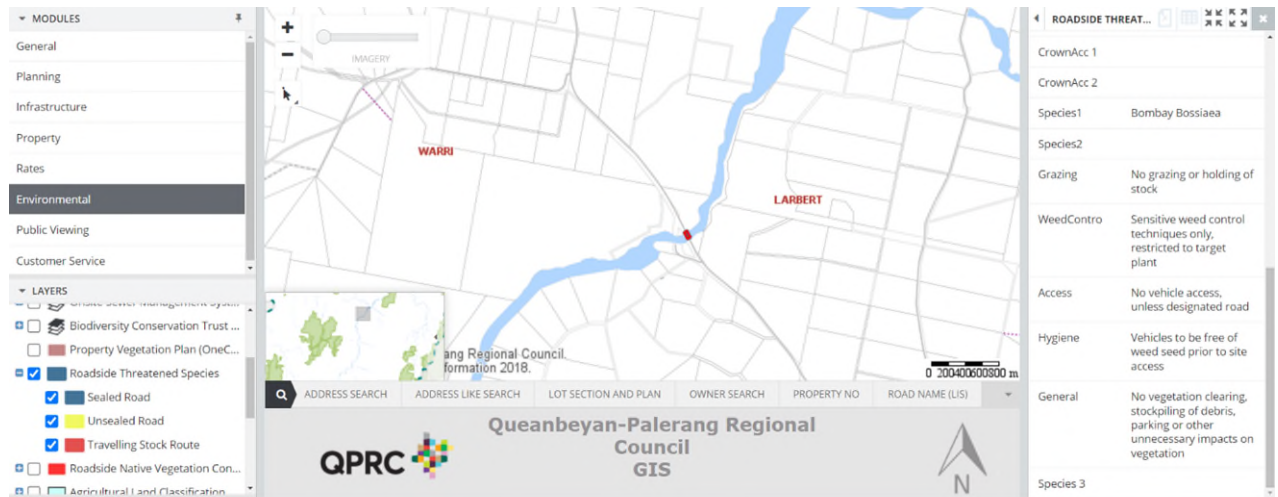 MODULES
General
Planning
Infrastructure
Property
Rates
Environmental
Public Viewing
Customer Service
LAYERS
Onsite Sewer Management Syst...
Biodiversity Conservation Trust ...
Property Vegetation Plan (OneC...
Roadside Threatened Species
Sealed Road
Unsealed Road
Travelling Stock Route
Roadside Native Vegetation Con...
Agricultural Land Classification
IMAGERY
WARRI
LARBERT
ang Regional Council.
formation 2018.
0 200400600800 m
ADDRESS SEARCH
ADDRESS LIKE SEARCH
LOT SECTION AND PLAN
OWNER SEARCH
PROPERTY NO
ROAD NAME (LIS)
QPRC
Queanbeyan-Palerang Regional
Council
GIS
N
ROADSIDE THREAT...
CrownAcc 1
CrownAcc 2
Species1 Bombay Bossiaea
Species2
Grazing No grazing or holding of
stock
WeedContro Sensitive weed control
techniques only,
restricted to target
plant
Access No vehicle access,
unless designated road
Hygiene Vehicles to be free of
weed seed prior to site
access
General No vegetation clearing,
stockpiling of debris,
parking or other
unnecessary impacts on
vegetation
Species 3